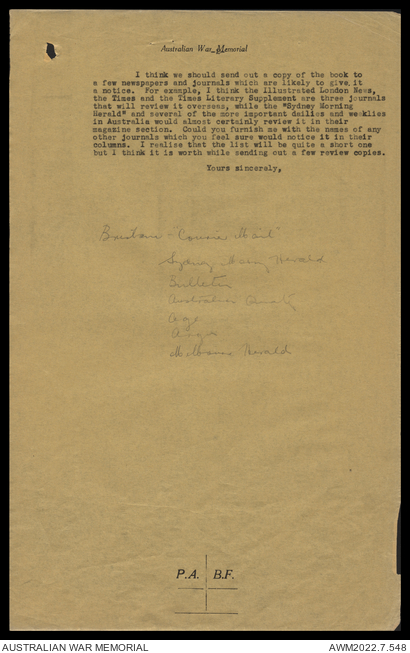 Australian War Memorial
I think we should send out a copy of the book to
a few newspapers and journals which are likely to give it
a notice. For example, I think the Illustrated London News,
the Times and the Times Literary Supplement are three journals
that will review it overseas, while the "Sydney Morning
Herald" and several of the more important dailies and weeklies
in Australia would almost certainly review it in their
magazine section. Could you furnish me with the names of any
other journals which you feel sure would notice it in their
columns. I realise that the list will be quite a short one
but I think it is worth while sending out a few review copies.
Yours sincerely,
Brisbane "Courier Mail"
Sydney Herald
Bulletin
Australian
Age
Argus
Melbourne Herald
P.A. B.F.
AUSTRALIAN WAR MEMORIAL
AWM2022.7.548